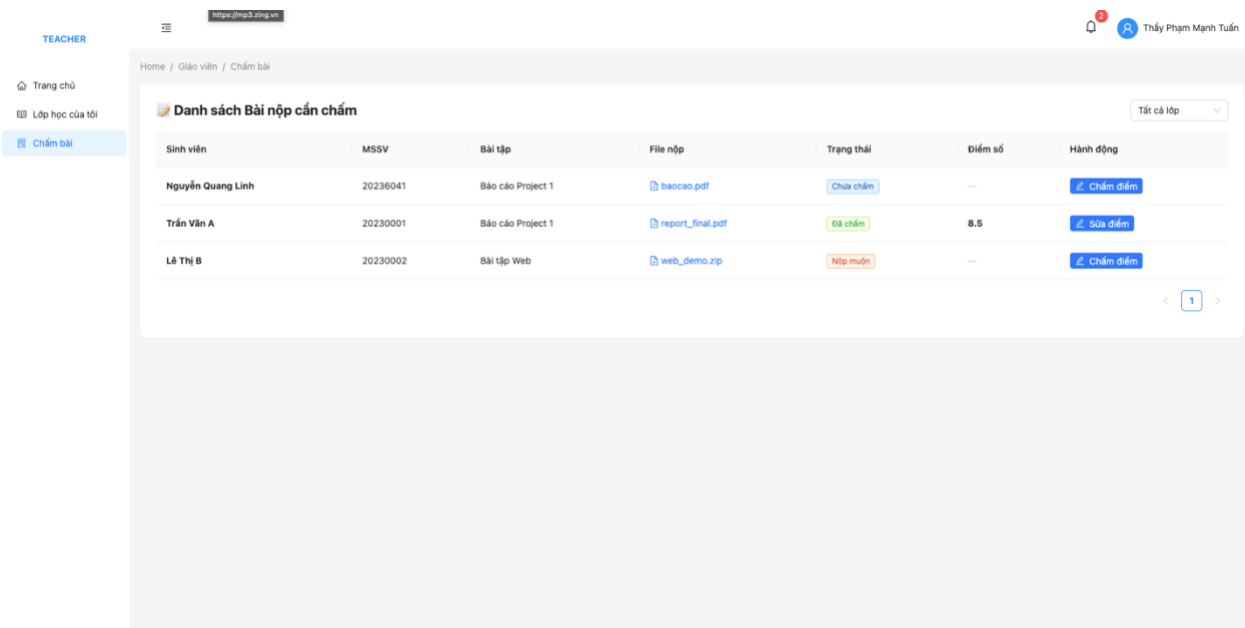 https://mp3.zing.vn
2
TEACHER
Thầy Phạm Mạnh Tuấn
Home / Giáo viên / Chấm bài
Trang chủ
Lớp học của tôi
Chấm bài
Danh sách Bài nộp cần chấm
Tất cả lớp
Sinh viên MSSV Bài tập File nộp Trạng thái Điểm số Hành động
Nguyễn Quang Linh 20236041 Báo cáo Project 1 baocao.pdf Chưa chấm -- Chấm điểm
Trần Văn A 20230001 Báo cáo Project 1 report_final.pdf Đã chấm 8.5 Sửa điểm
Lê Thị B 20230002 Bài tập Web web_demo.zip Nộp muộn -- Chấm điểm
< 1 >